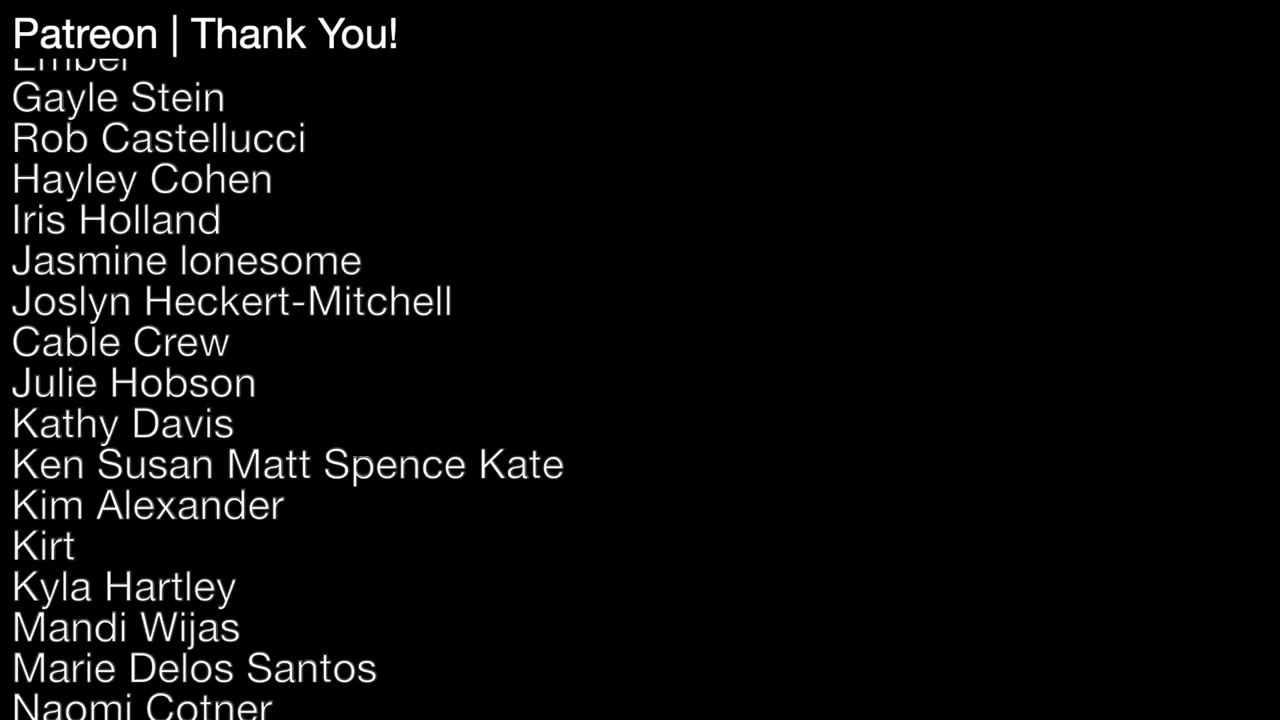 Patreon | Thank You!
Ember
Gayle Stein
Rob Castellucci
Hayley Cohen
Iris Holland
Jasmine lonesome
Joslyn Heckert-Mitchell
Cable Crew
Julie Hobson
Kathy Davis
Ken Susan Matt Spence Kate
Kim Alexander
Kirt
Kyla Hartley
Mandi Wijas
Marie Delos Santos
Naomi Cotner